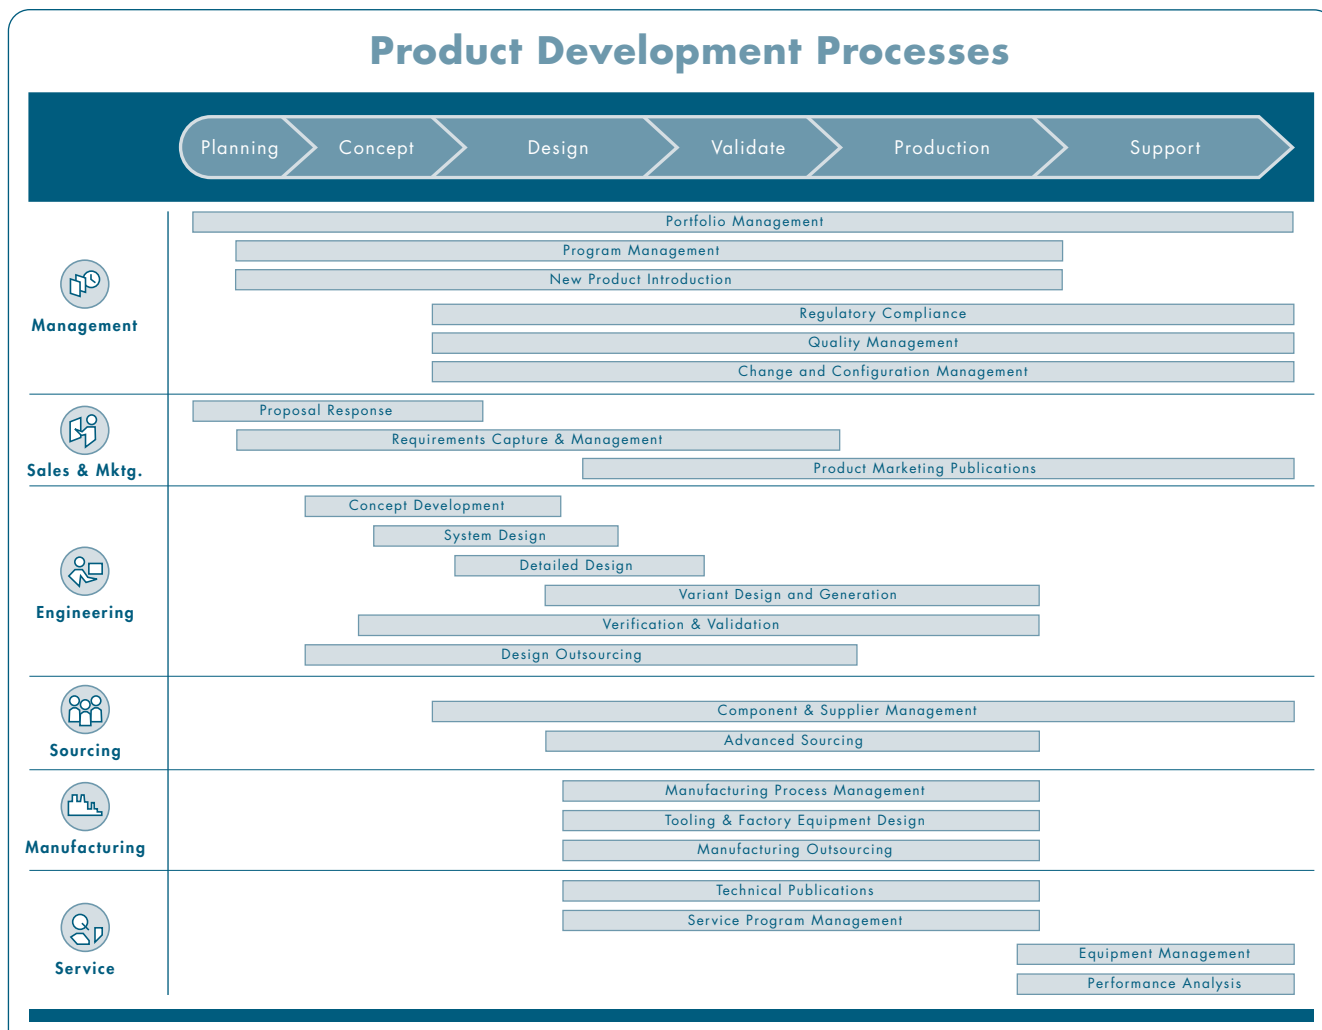 Product Development Processes
Planning
Concept
Design
Validate
Production
Support
Management
Portfolio Management
Program Management
New Product Introduction
Regulatory Compliance
Quality Management
Change and Configuration Management
Sales & Mktg.
Proposal Response
Requirements Capture & Management
Product Marketing Publications
Engineering
Concept Development
System Design
Detailed Design
Variant Design and Generation
Verification & Validation
Design Outsourcing
Sourcing
Component & Supplier Management
Advanced Sourcing
Manufacturing
Manufacturing Process Management
Tooling & Factory Equipment Design
Manufacturing Outsourcing
Service
Technical Publications
Service Program Management
Equipment Management
Performance Analysis